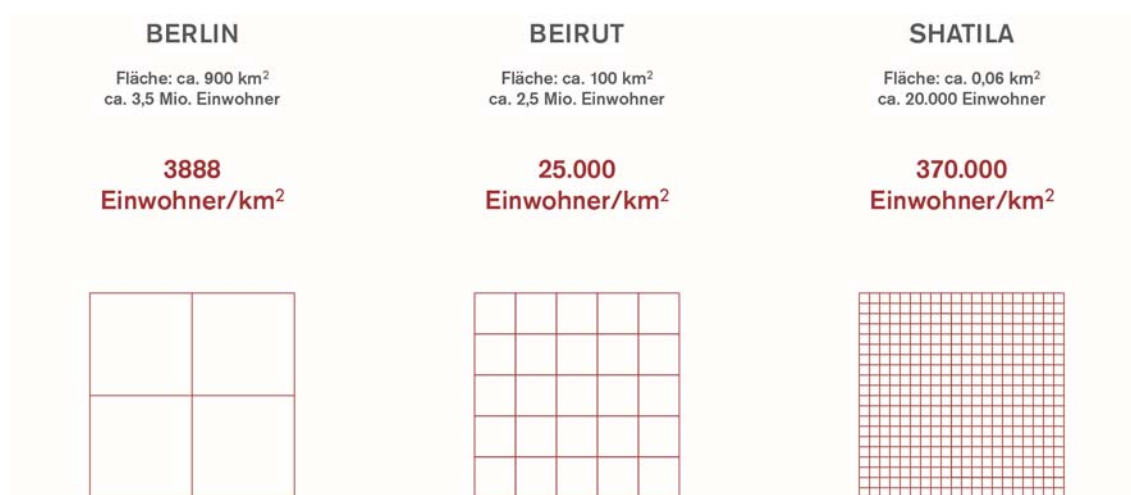 BERLIN
Fläche: ca. 900 km²
ca. 3,5 Mio. Einwohner
3888
Einwohner/km²
BEIRUT
Fläche: ca. 100 km²
ca. 2,5 Mio. Einwohner
25.000
Einwohner/km²
SHATILA
Fläche: ca. 0,06 km²
ca. 20.000 Einwohner
370.000
Einwohner/km²